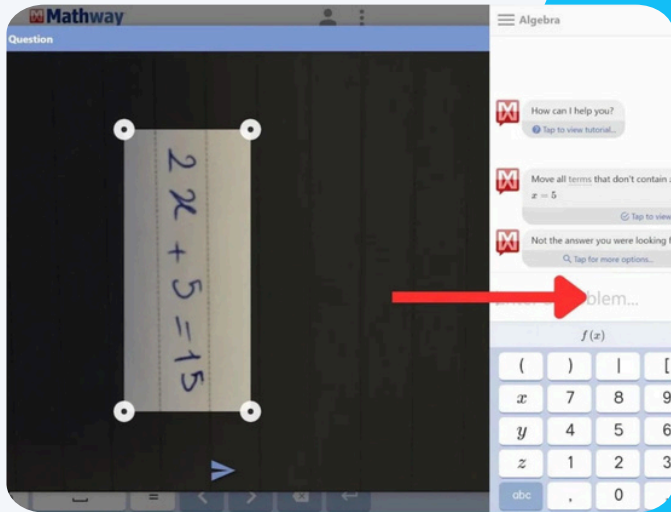 Mathway
Question
2x + 5 = 15
Algebra
How can I help you?
Tap to view tutorial...
Move all terms that don't contain
x = 5
Tap to view
Not the answer you were looking
Tap for more options...
blem...
f(x)
( ) | [
x 7 8 9
y 4 5 6
z 1 2 3
abc , 0
= < >